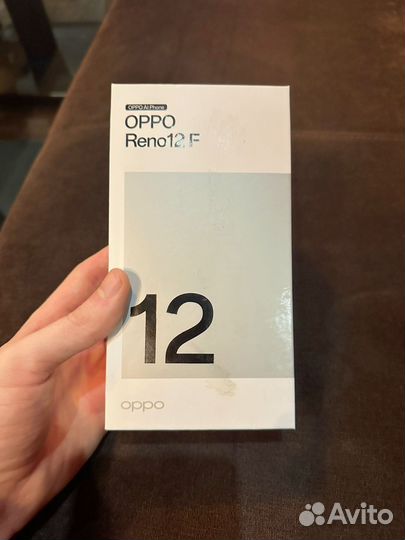 OPPO AI Phone
OPPO
Reno12 F
12
oppo
Avito